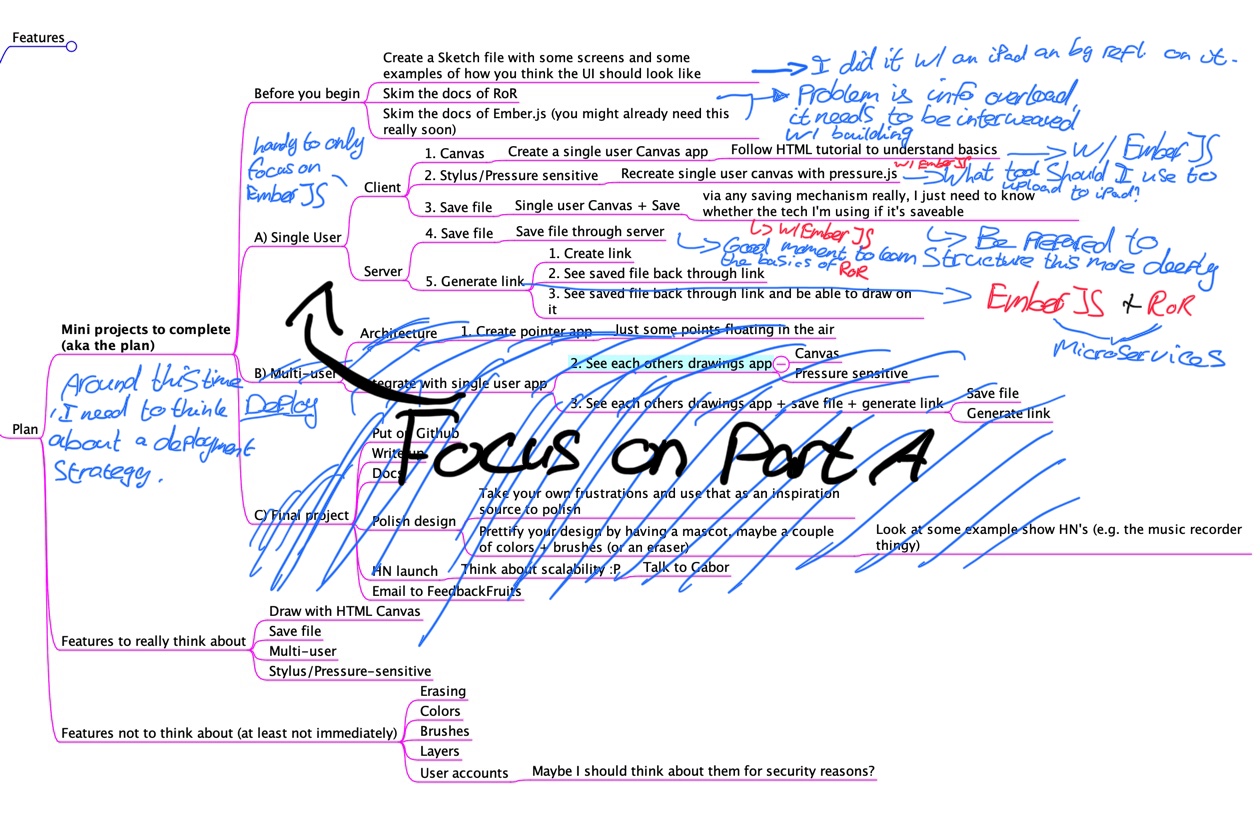 Features
Create a Sketch file with some screens and some
examples of how you think the UI should look like
I did it w/ an iPad an bg refl. on it.
Before you begin
Skim the docs of RoR
Skim the docs of Ember.js (you might already need this
really soon)
Problem is info overload,
it needs to be interweaved
w/ building
handy to only
focus on
Ember JS
1. Canvas
Create a single user Canvas app
Follow HTML tutorial to understand basics
W/ Ember JS
Client
2. Stylus/Pressure sensitive
Recreate single user canvas with pressure.js
w/ Ember JS
What tool should I use to
upload to iPad?
3. Save file
Single user Canvas + Save
via any saving mechanism really, I just need to know
whether the tech I'm using if it's saveable
Be prepared to
structure this more deeply
A) Single User
Server
4. Save file
Save file through server
w/ Ember JS
Good moment to learn
the basics of RoR
5. Generate link
1. Create link
2. See saved file back through link
3. See saved file back through link and be able to draw on
it
Ember JS + RoR
Microservices
Mini projects to complete
(aka the plan)
B) Multi-user
Architecture
1. Create pointer app
Just some points floating in the air
tegrate with single user app
2. See each others drawings app
Canvas
Pressure sensitive
3. See each others drawings app + save file + generate link
Save file
Generate link
Around this time
, I need to think
about a deployment
strategy.
Deploy
Focus on Part A
Plan
C) Final project
Put on Github
Write up
Docs
Polish design
Take your own frustrations and use that as an inspiration
source to polish
Prettify your design by having a mascot, maybe a couple
of colors + brushes (or an eraser)
Look at some example show HN's (e.g. the music recorder
thingy)
HN launch
Think about scalability :P
Talk to Gabor
Email to FeedbackFruits
Features to really think about
Draw with HTML Canvas
Save file
Multi-user
Stylus/Pressure-sensitive
Features not to think about (at least not immediately)
Erasing
Colors
Brushes
Layers
User accounts
Maybe I should think about them for security reasons?